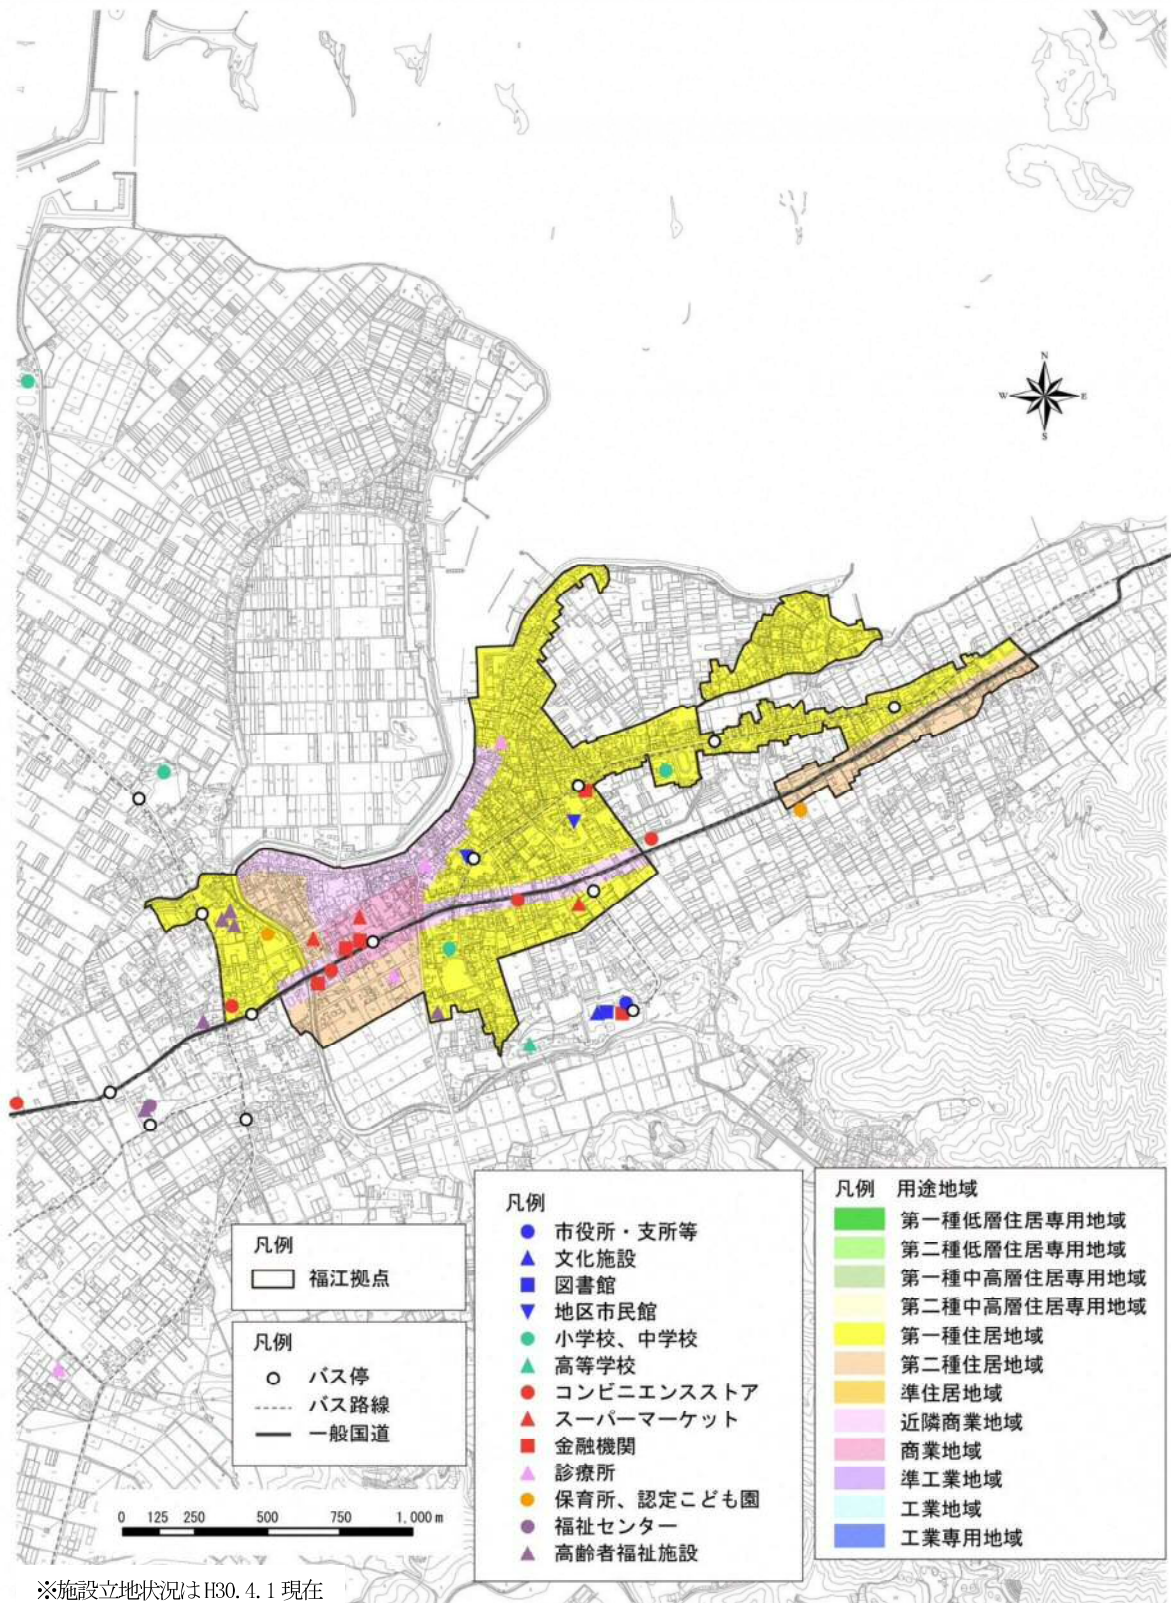 N
W
E
S
凡例
福江拠点
凡例
バス停
バス路線
一般国道
0 125 250 500 750 1,000 m
凡例
市役所・支所等
文化施設
図書館
地区市民館
小学校、中学校
高等学校
コンビニエンスストア
スーパーマーケット
金融機関
診療所
保育所、認定こども園
福祉センター
高齢者福祉施設
凡例 用途地域
第一種低層住居専用地域
第二種低層住居専用地域
第一種中高層住居専用地域
第二種中高層住居専用地域
第一種住居地域
第二種住居地域
準住居地域
近隣商業地域
商業地域
準工業地域
工業地域
工業専用地域
※施設立地状況はH30.4.1現在